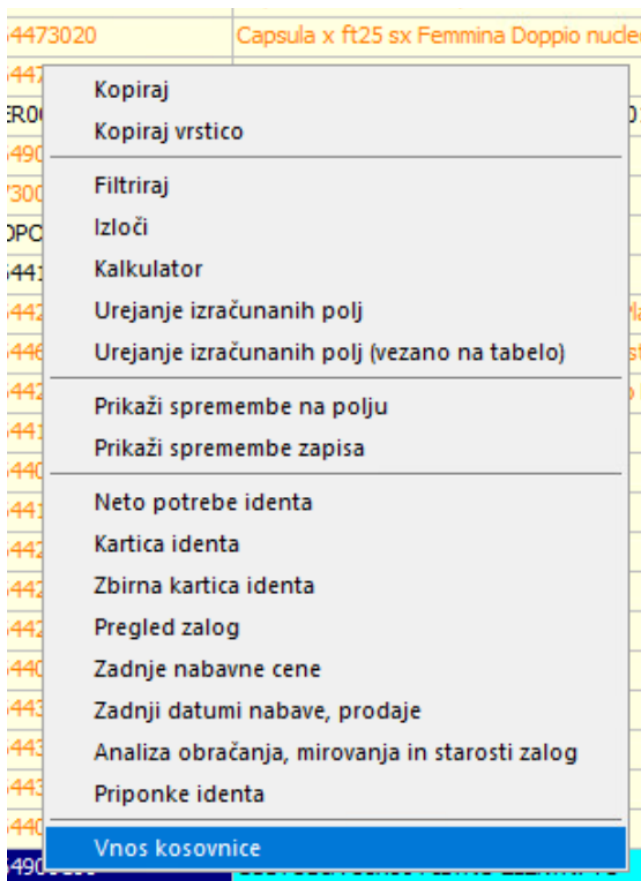 54473020 Capsula x ft25 sx Femmina Doppio nucle
Kopiraj
Kopiraj vrstico
Filtriraj
Izloči
Kalkulator
Urejanje izračunanih polj
Urejanje izračunanih polj (vezano na tabelo)
Prikaži spremembe na polju
Prikaži spremembe zapisa
Neto potrebe identa
Kartica identa
Zbirna kartica identa
Pregled zalog
Zadnje nabavne cene
Zadnji datumi nabave, prodaje
Analiza obračanja, mirovanja in starosti zalog
Priponke identa
Vnos kosovnice